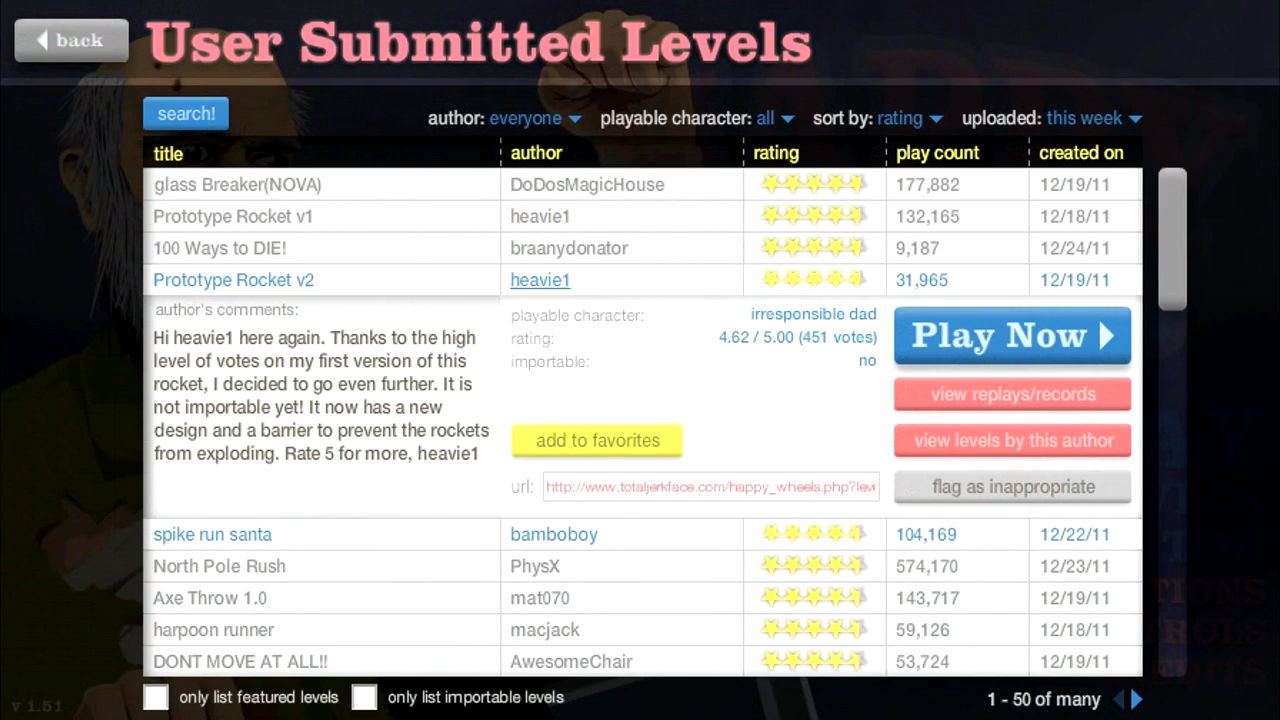 back
User Submitted Levels
search!
author: everyone playable character: all sort by: rating uploaded: this week
title author rating play count created on
glass Breaker(NOVA) DoDosMagicHouse 177,882 12/19/11
Prototype Rocket v1 heavie1 132,165 12/18/11
100 Ways to DIE! braanydonator 9,187 12/24/11
Prototype Rocket v2 heavie1 31,965 12/19/11
author's comments:
Hi heavie1 here again. Thanks to the high
level of votes on my first version of this
rocket, I decided to go even further. It is
not importable yet! It now has a new
design and a barrier to prevent the rockets
from exploding. Rate 5 for more, heavie1
playable character: irresponsible dad
rating: 4.62 / 5.00 (451 votes)
importable: no
add to favorites
url: http://www.totaljerkface.com/happy_wheels.php?leve
Play Now
view replays/records
view levels by this author
flag as inappropriate
spike run santa bamboboy 104,169 12/22/11
North Pole Rush PhysX 574,170 12/23/11
Axe Throw 1.0 mat070 143,717 12/19/11
harpoon runner macjack 59,126 12/18/11
DONT MOVE AT ALL!! AwesomeChair 53,724 12/19/11
only list featured levels only list importable levels
1 - 50 of many
v 1.51